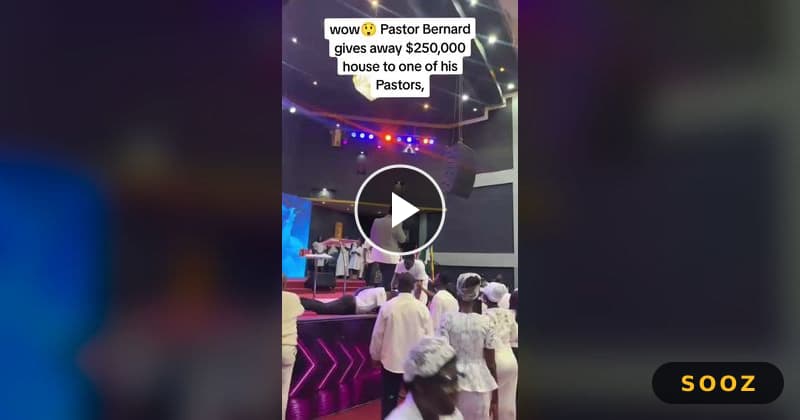 wow😲 Pastor Bernard
gives away $250,000
house to one of his
Pastors,
SOOZ